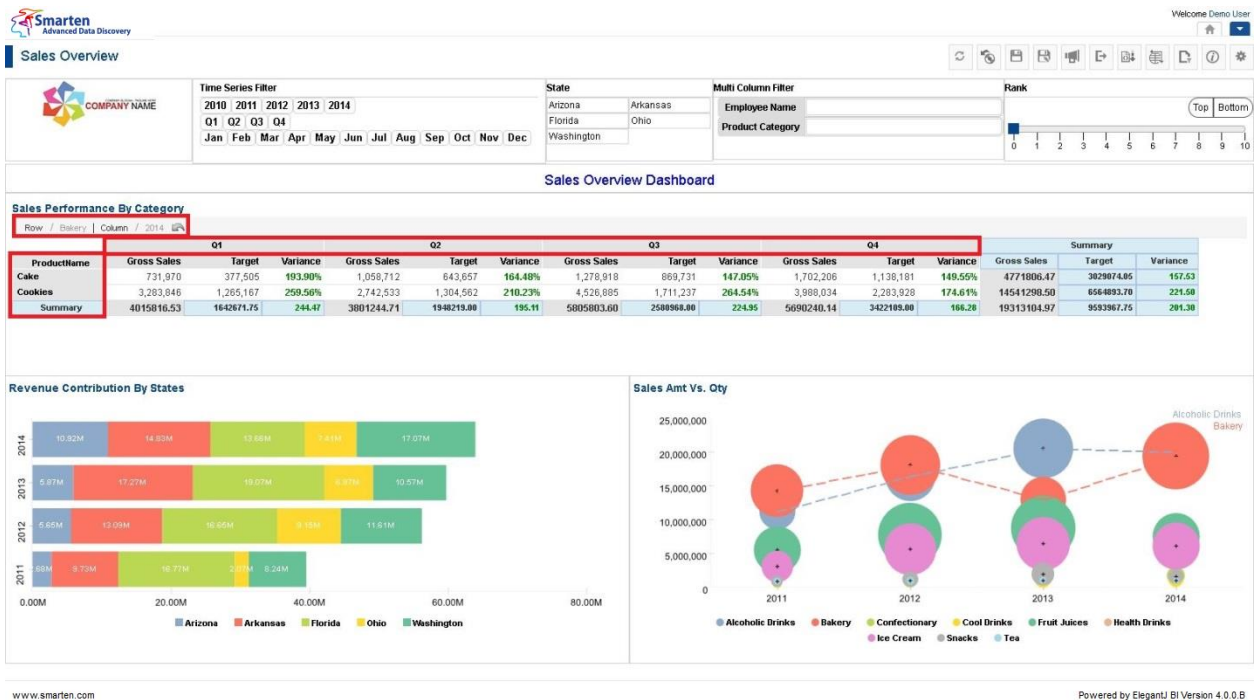 Smarten
Advanced Data Discovery
Welcome Demo User
Sales Overview
COMPANY NAME
Time Series Filter
2010 2011 2012 2013 2014
Q1 Q2 Q3 Q4
Jan Feb Mar Apr May Jun Jul Aug Sep Oct Nov Dec
State
Arizona Arkansas
Florida Ohio
Washington
Multi Column Filter
Employee Name
Product Category
Rank
Top Bottom
0 1 2 3 4 5 6 7 8 9 10
Sales Overview Dashboard
Sales Performance By Category
Row / Bakery | Column / 2014
Q1 Q2 Q3 Q4 Summary
ProductName Gross Sales Target Variance Gross Sales Target Variance Gross Sales Target Variance Gross Sales Target Variance Gross Sales Target Variance
Cake 731,970 377,505 193.90% 1,058,712 643,657 164.48% 1,278,918 869,731 147.05% 1,702,206 1,138,181 149.55% 4771806.47 3029074.05 157.53
Cookies 3,283,846 1,265,167 259.56% 2,742,533 1,304,562 210.23% 4,526,885 1,711,237 264.54% 3,988,034 2,283,928 174.61% 14541298.50 6564893.70 221.50
Summary 4015816.53 1642671.75 244.47 3801244.71 1948219.00 195.11 5805803.60 2580968.00 224.95 5690240.14 3422109.00 166.28 19313104.97 9593967.75 201.30
Revenue Contribution By States
2014 10.92M 14.83M 13.68M 7.41M 17.07M
2013 5.87M 17.27M 19.07M 10.57M
2012 5.65M 13.09M 16.65M 9.15M 11.61M
2011 9.73M 16.77M 8.24M
0.00M 20.00M 40.00M 60.00M 80.00M
Arizona Arkansas Florida Ohio Washington
Sales Amt Vs. Qty
25,000,000
20,000,000
15,000,000
10,000,000
5,000,000
0
Alcoholic Drinks
Bakery
2011 2012 2013 2014
Alcoholic Drinks Bakery Confectionary Cool Drinks Fruit Juices Health Drinks
Ice Cream Snacks Tea
www.smarten.com
Powered by ElegantJ BI Version 4.0.0.B